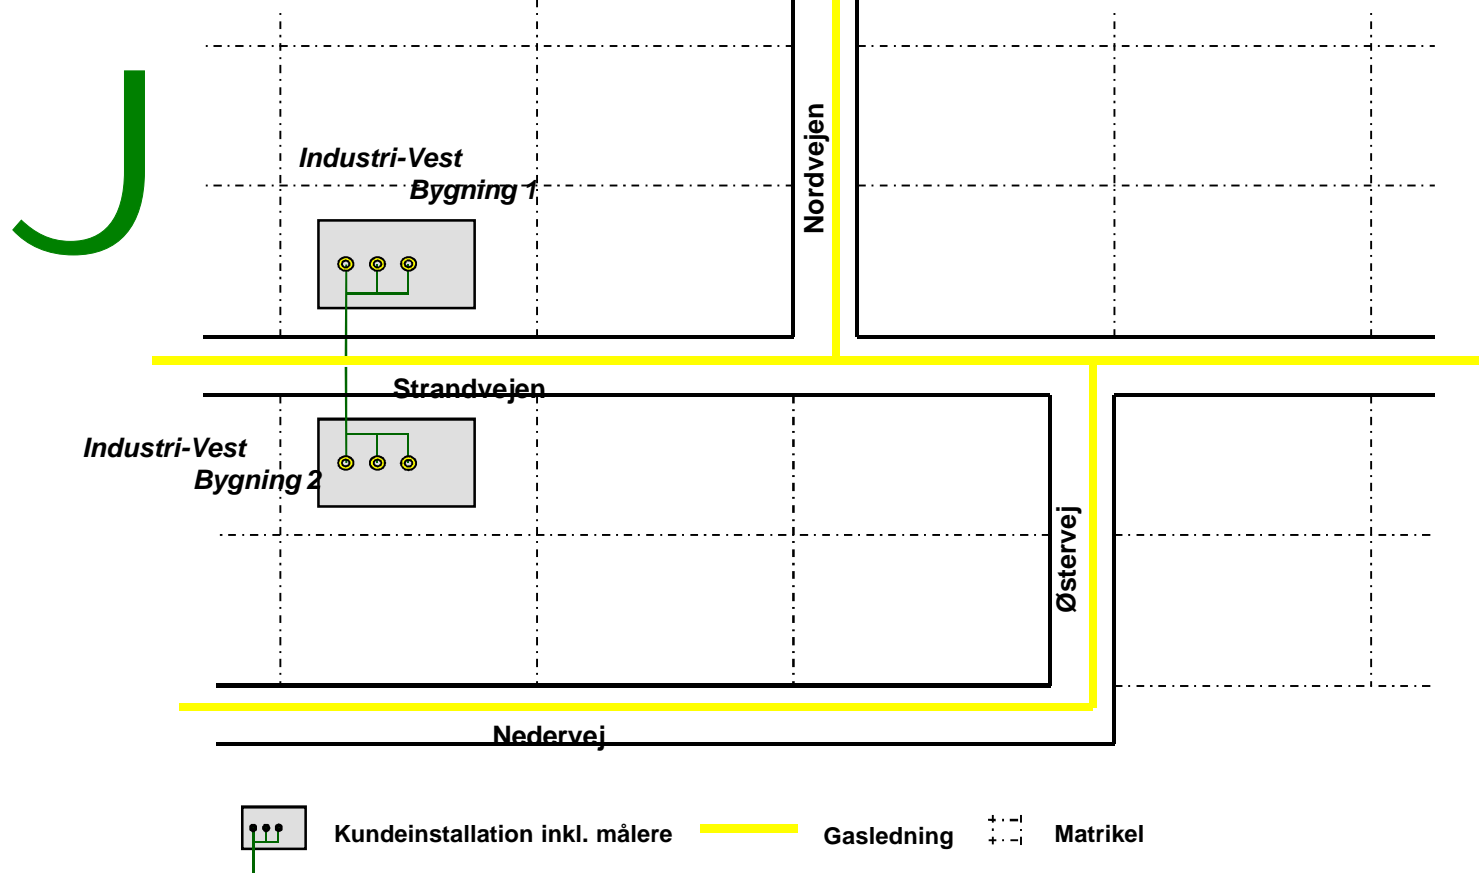 J
Nordvejen
Industri-Vest
Bygning 1
Strandvejen
Industri-Vest
Bygning 2
Østervej
Nedervej
Kundeinstallation inkl. målere
Gasledning
Matrikel